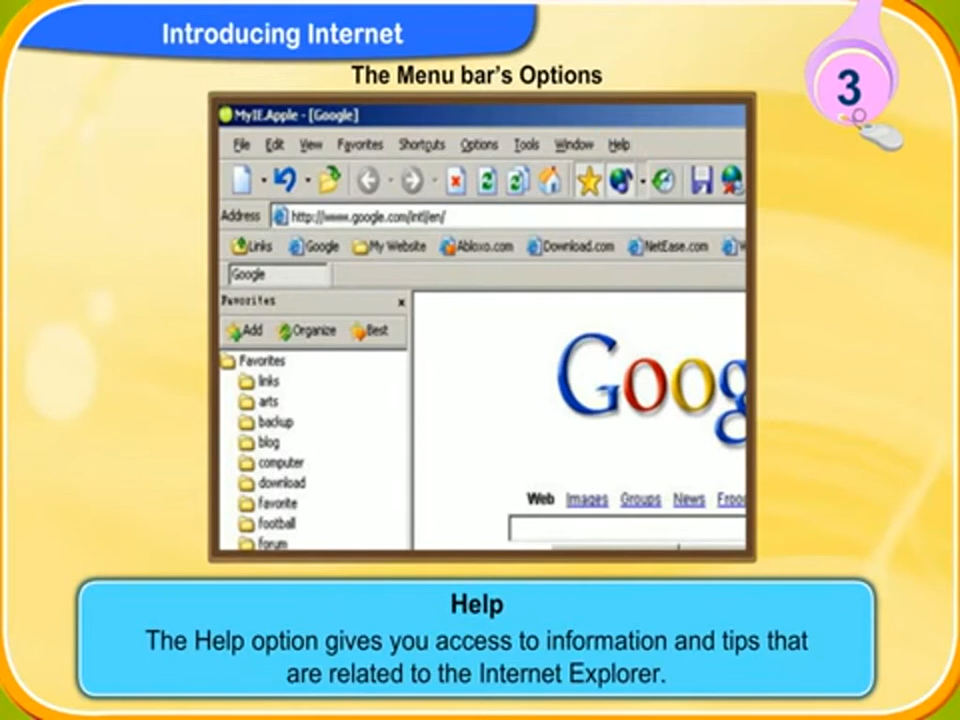 Introducing Internet
3
The Menu bar's Options
MyIE.Apple - [Google]
File Edit View Favorites Shortcuts Options Tools Window Help
Address http://www.google.com/intl/en/
Links Google My Website Abloxo.com Download.com NetEase.com W
Google
Favorites x
Add Organize Best
Favorites
links
arts
backup
blog
computer
download
favorite
football
forum
Goog
Web Images Groups News Froo
Help
The Help option gives you access to information and tips that
are related to the Internet Explorer.